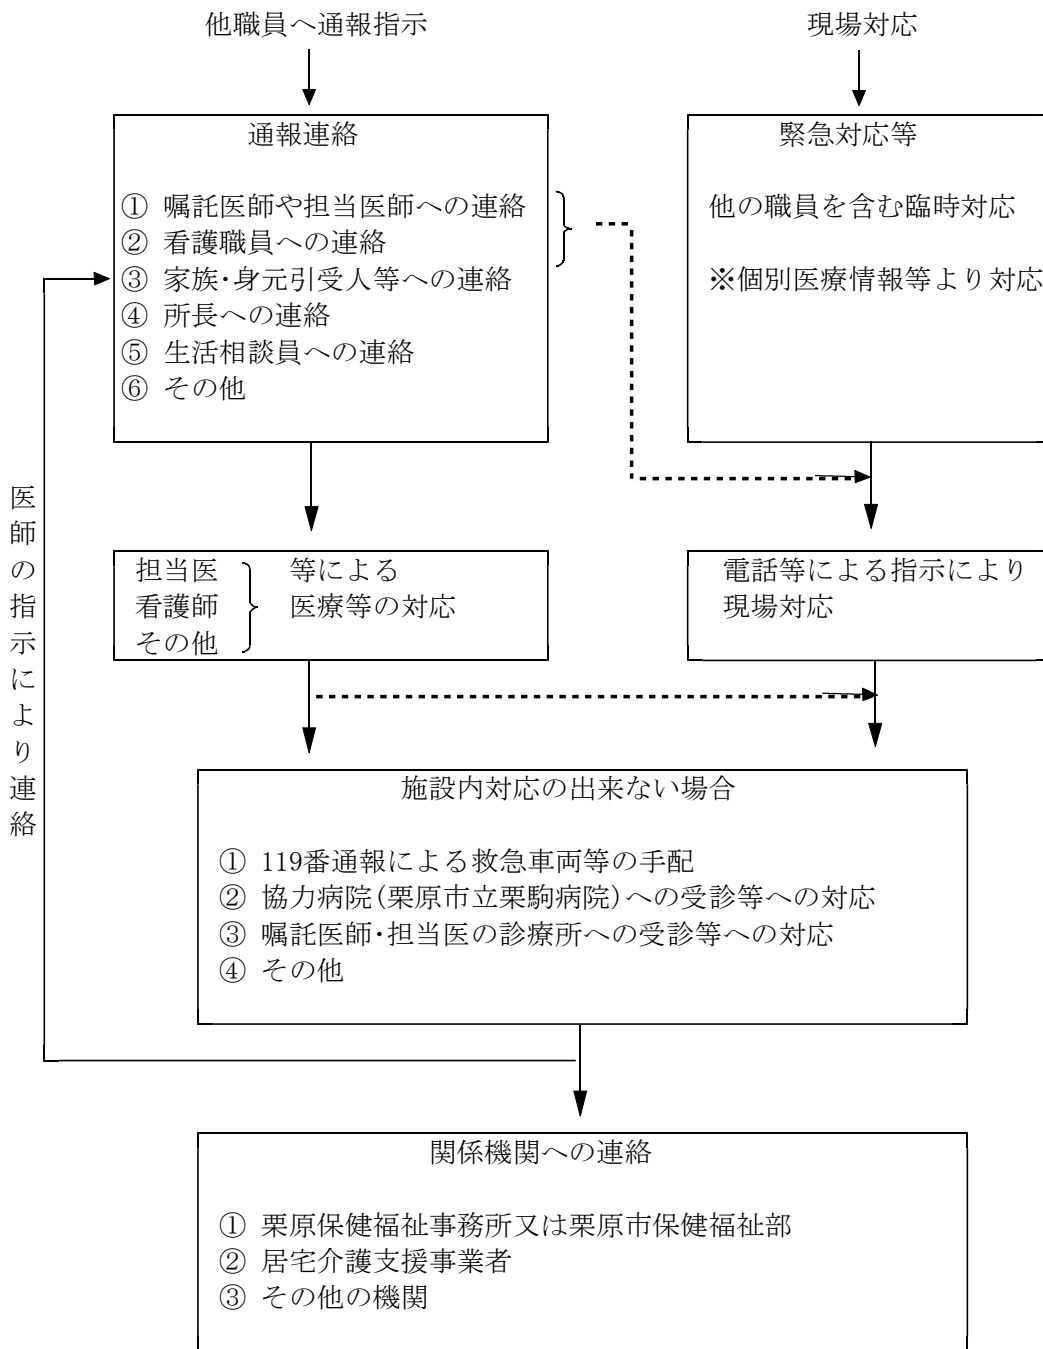 他職員へ通報指示
現場対応
通報連絡
① 嘱託医師や担当医師への連絡
② 看護職員への連絡
③ 家族・身元引受人等への連絡
④ 所長への連絡
⑤ 生活相談員への連絡
⑥ その他
緊急対応等
他の職員を含む臨時対応
※個別医療情報等より対応
医師の指示により連絡
担当医
看護師
その他
等による
医療等の対応
電話等による指示により
現場対応
施設内対応の出来ない場合
① 119番通報による救急車両等の手配
② 協力病院(栗原市立栗駒病院)への受診等への対応
③ 嘱託医師・担当医の診療所への受診等への対応
④ その他
関係機関への連絡
① 栗原保健福祉事務所又は栗原市保健福祉部
② 居宅介護支援事業者
③ その他の機関